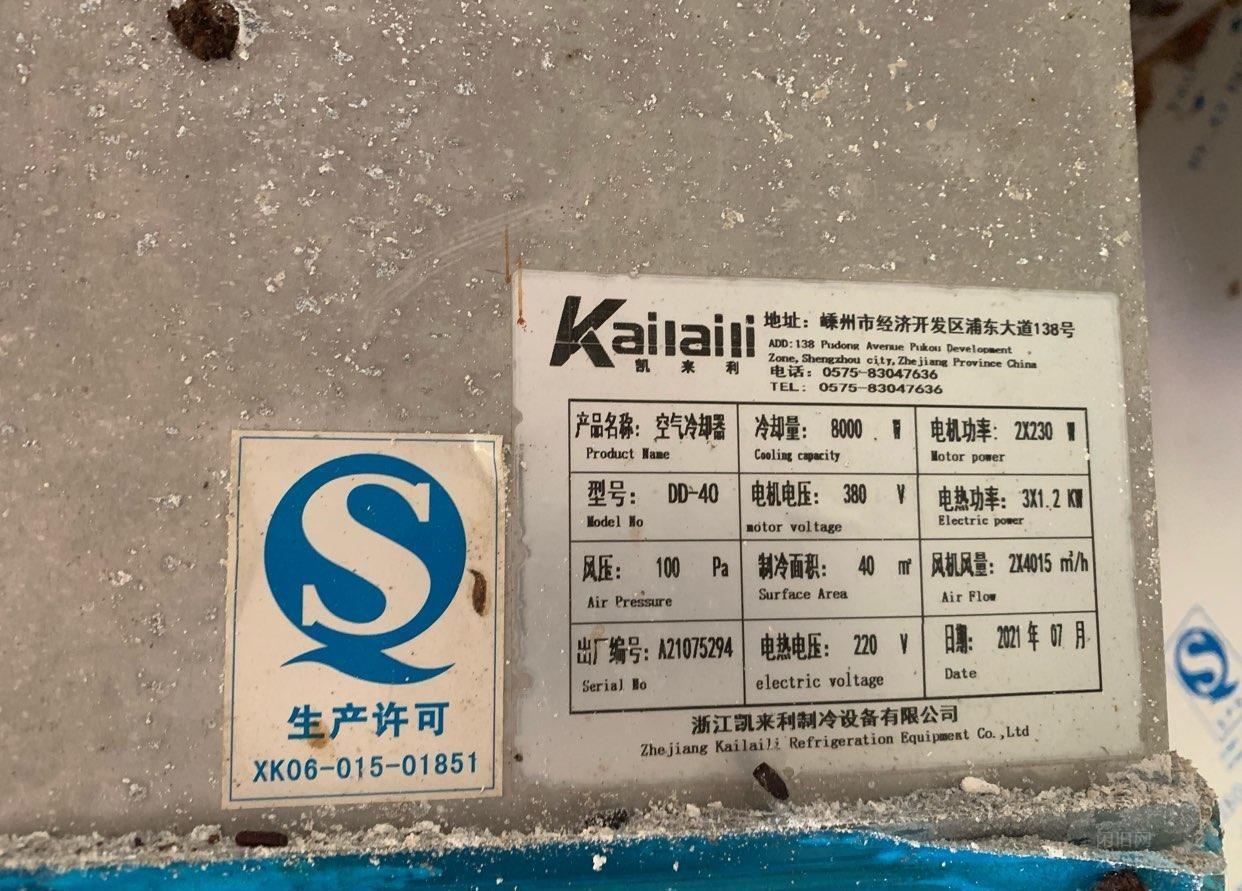 Kailaili
凯来利
地址：嵊州市经济开发区浦东大道138号
ADD:138 Pudong Avenue Pukou Development
Zone,Shengzhou city,Zhejiang Province China
电话：0575-83047636
TEL: 0575-83047636
产品名称：空气冷却器 冷却量：8000 W 电机功率：2X230 W
Product Name Cooling capacity Motor power
型号：DD-40 电机电压：380 V 电热功率：3X1.2 KW
Model No motor voltage Electric power
风压：100 Pa 制冷面积：40 ㎡ 风机风量：2X4015 m³/h
Air Pressure Surface Area Air Flow
出厂编号：A21075294 电热电压：220 V 日期：2021年07月
Serial No electric voltage Date
浙江凯来利制冷设备有限公司
Zhejiang Kailaili Refrigeration Equipment Co.,Ltd
生产许可
XK06-015-01851